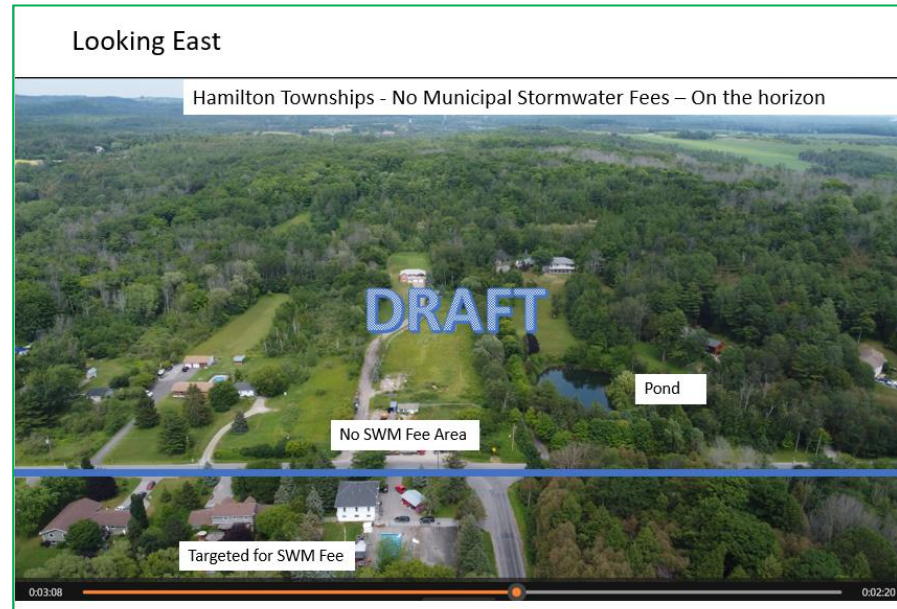 Looking East
Hamilton Townships - No Municipal Stormwater Fees – On the horizon
DRAFT
Pond
No SWM Fee Area
Targeted for SWM Fee
0:03:08
0:02:20